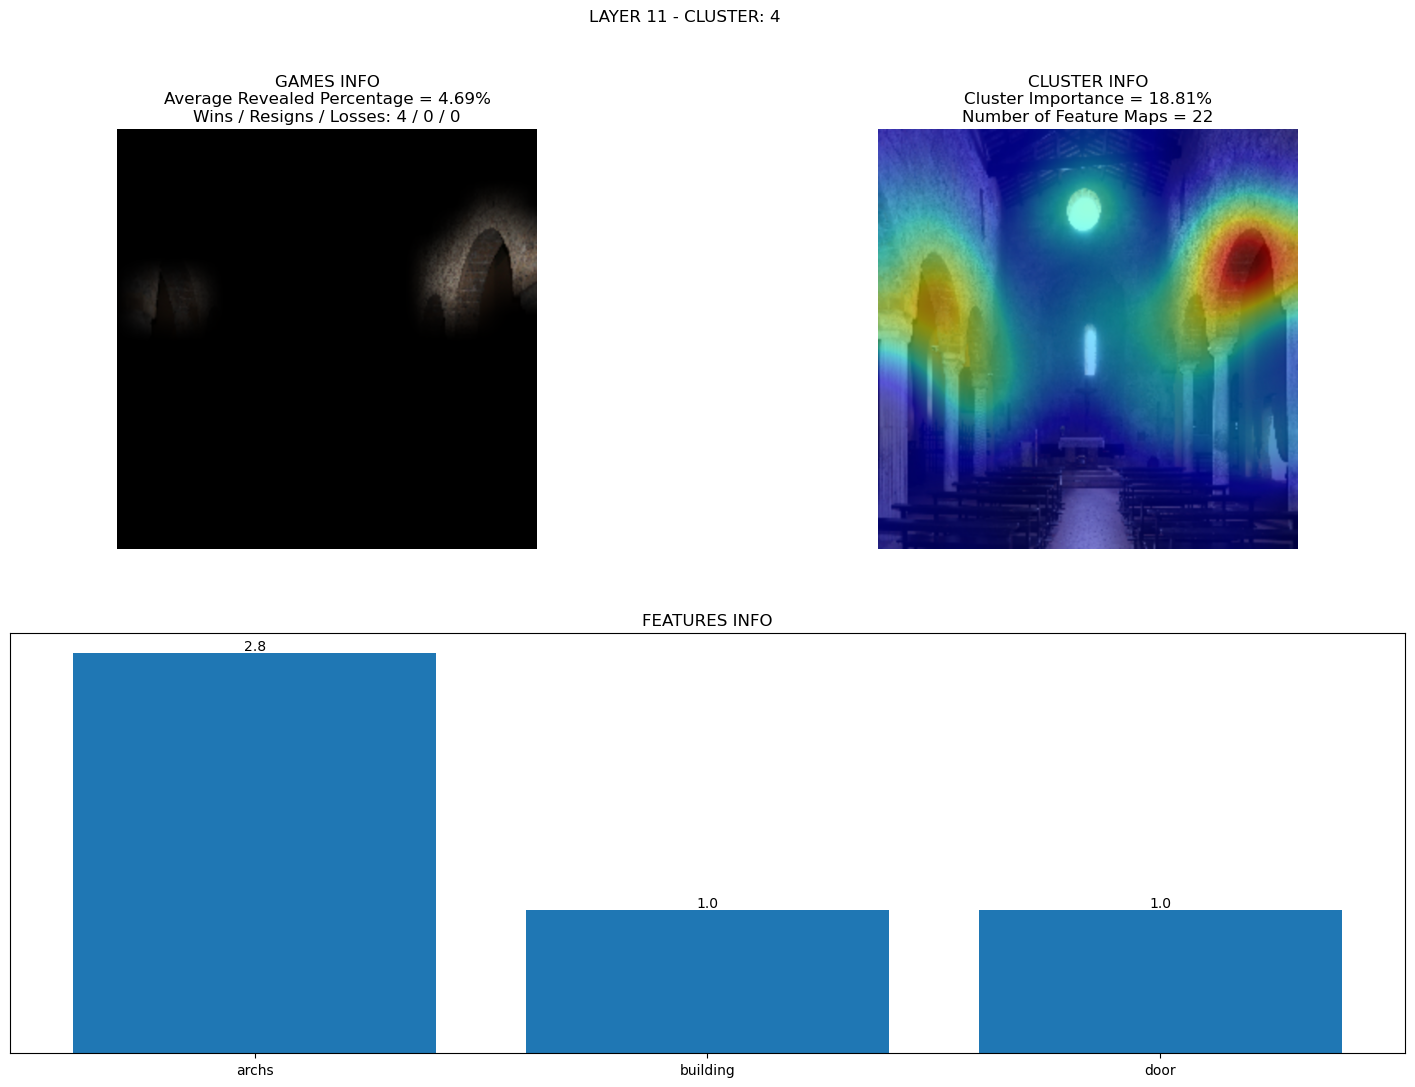 LAYER 11 - CLUSTER: 4
GAMES INFO
Average Revealed Percentage = 4.69%
Wins / Resigns / Losses: 4 / 0 / 0
CLUSTER INFO
Cluster Importance = 18.81%
Number of Feature Maps = 22
FEATURES INFO
2.8
1.0
1.0
archs
building
door